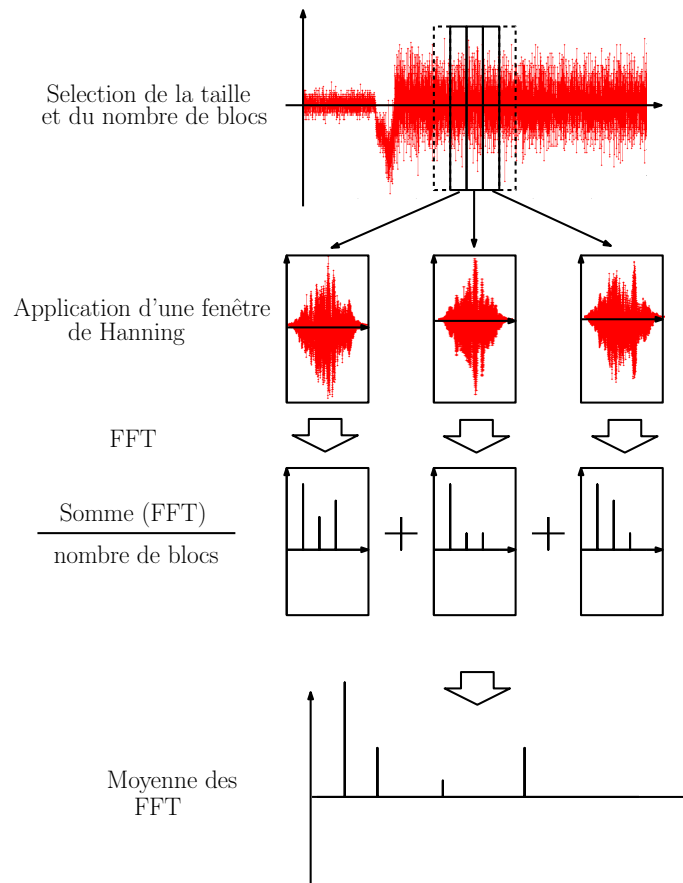 Selection de la taille
et du nombre de blocs
Application d'une fenêtre
de Hanning
FFT
Somme (FFT)
nombre de blocs
Moyenne des
FFT